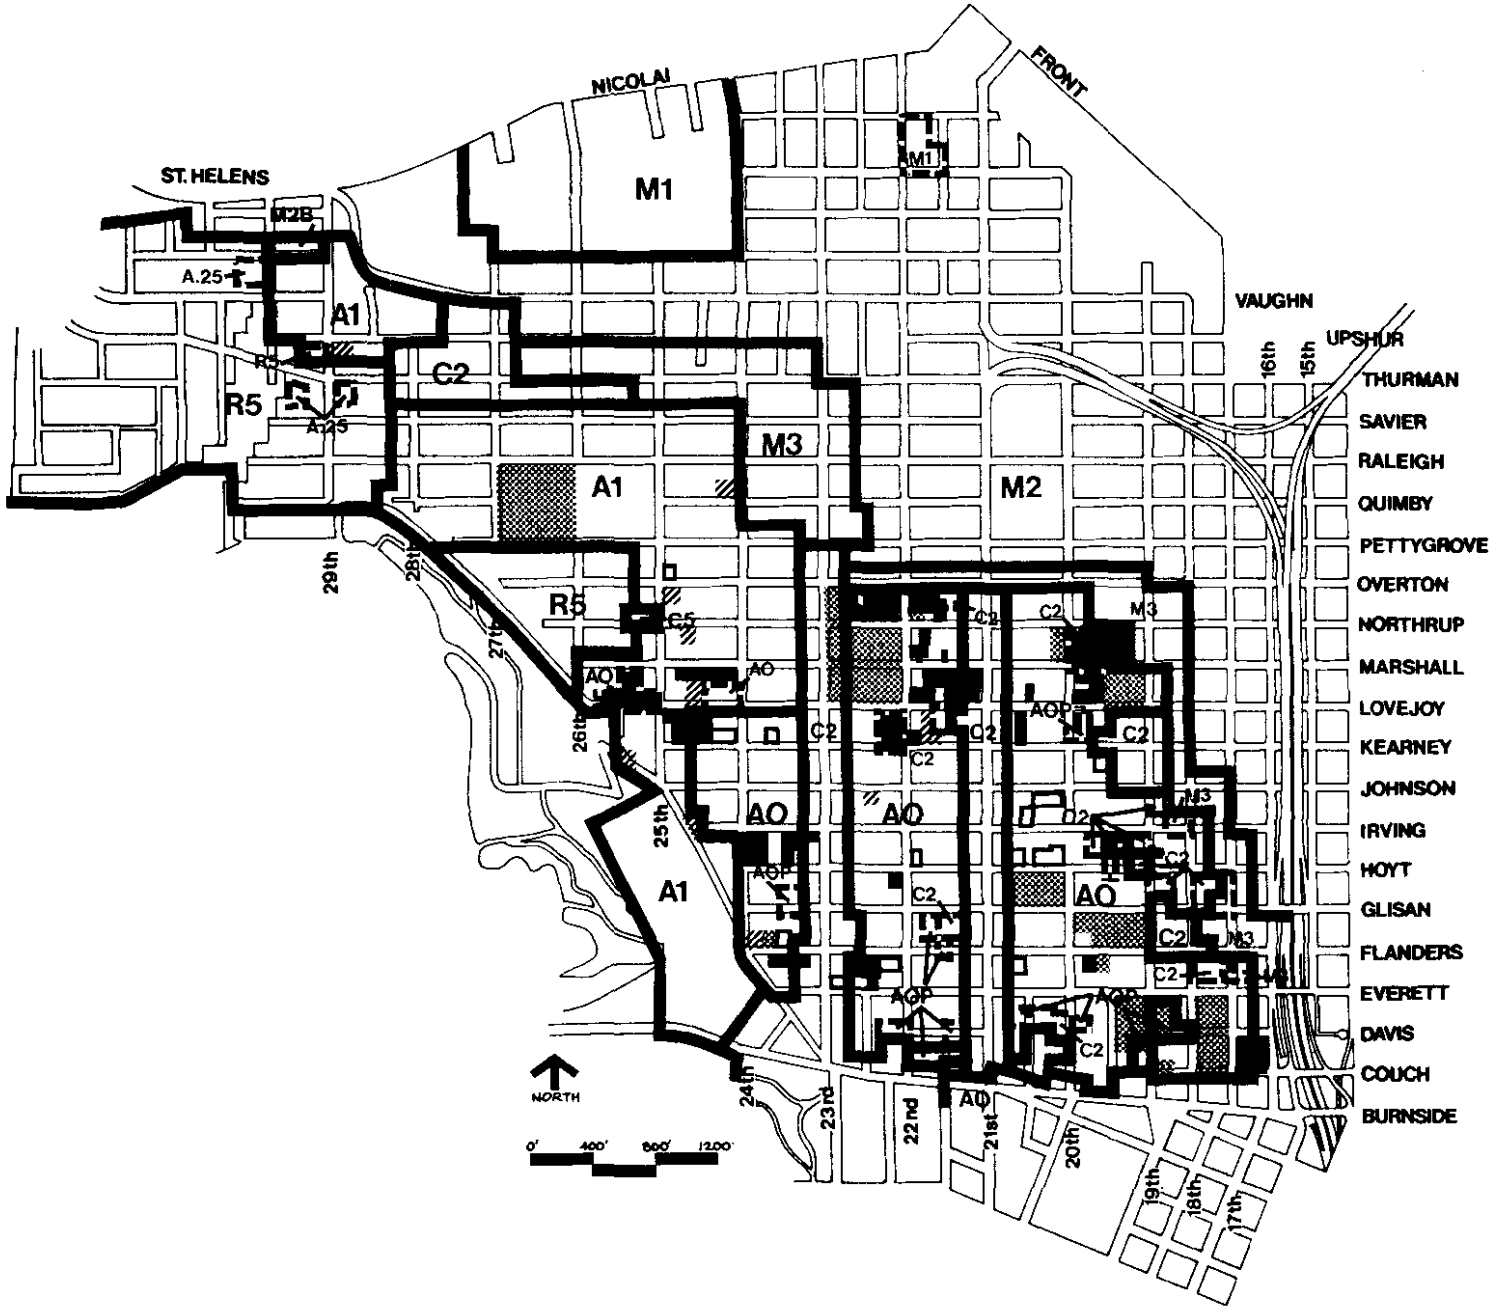 NICOLAI
FRONT
M1
ST. HELENS
M1
M2B
A.25
VAUGHN
A1
UPSHUR
16th
15th
R5
C2
THURMAN
R5
A.25
SAVIER
M3
RALEIGH
A1
M2
QUIMBY
PETTYGROVE
29th
28th
OVERTON
R5
C2
C2
M3
NORTHRUP
27th
MARSHALL
AO
AO
LOVEJOY
AOP
26th
C2
C2
C2
KEARNEY
C2
JOHNSON
M3
25th
AO
AO
IRVING
C2
HOYT
AOP
A1
C2
AO
GLISAN
C2
M3
FLANDERS
C2
EVERETT
AOP
AOP
DAVIS
C2
COUCH
NORTH
24th
23rd
22nd
AO
21st
BURNSIDE
20th
0' 400' 800' 1200'
19th
18th
17th